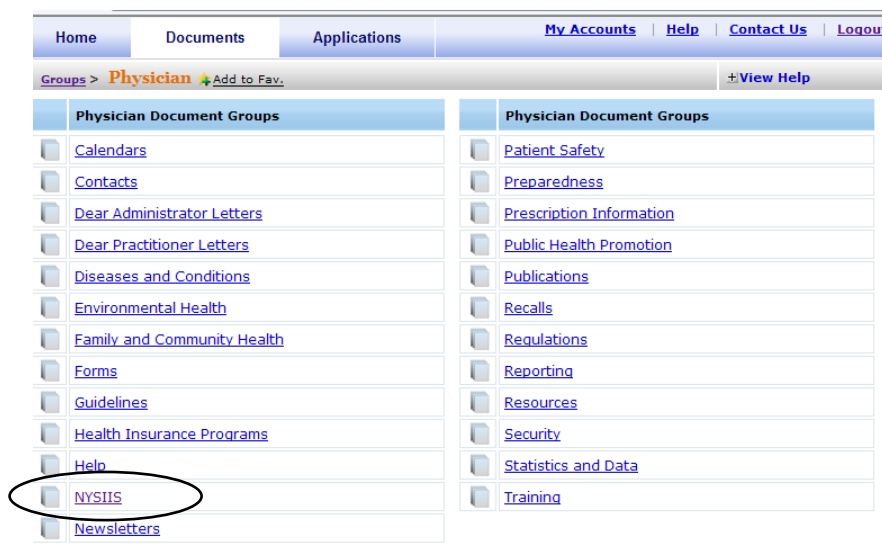 Home Documents Applications My Accounts | Help | Contact Us | Logou
Groups > Physician Add to Fav. View Help
Physician Document Groups
Calendars
Contacts
Dear Administrator Letters
Dear Practitioner Letters
Diseases and Conditions
Environmental Health
Family and Community Health
Forms
Guidelines
Health Insurance Programs
Help
NYSIIS
Newsletters
Physician Document Groups
Patient Safety
Preparedness
Prescription Information
Public Health Promotion
Publications
Recalls
Regulations
Reporting
Resources
Security
Statistics and Data
Training